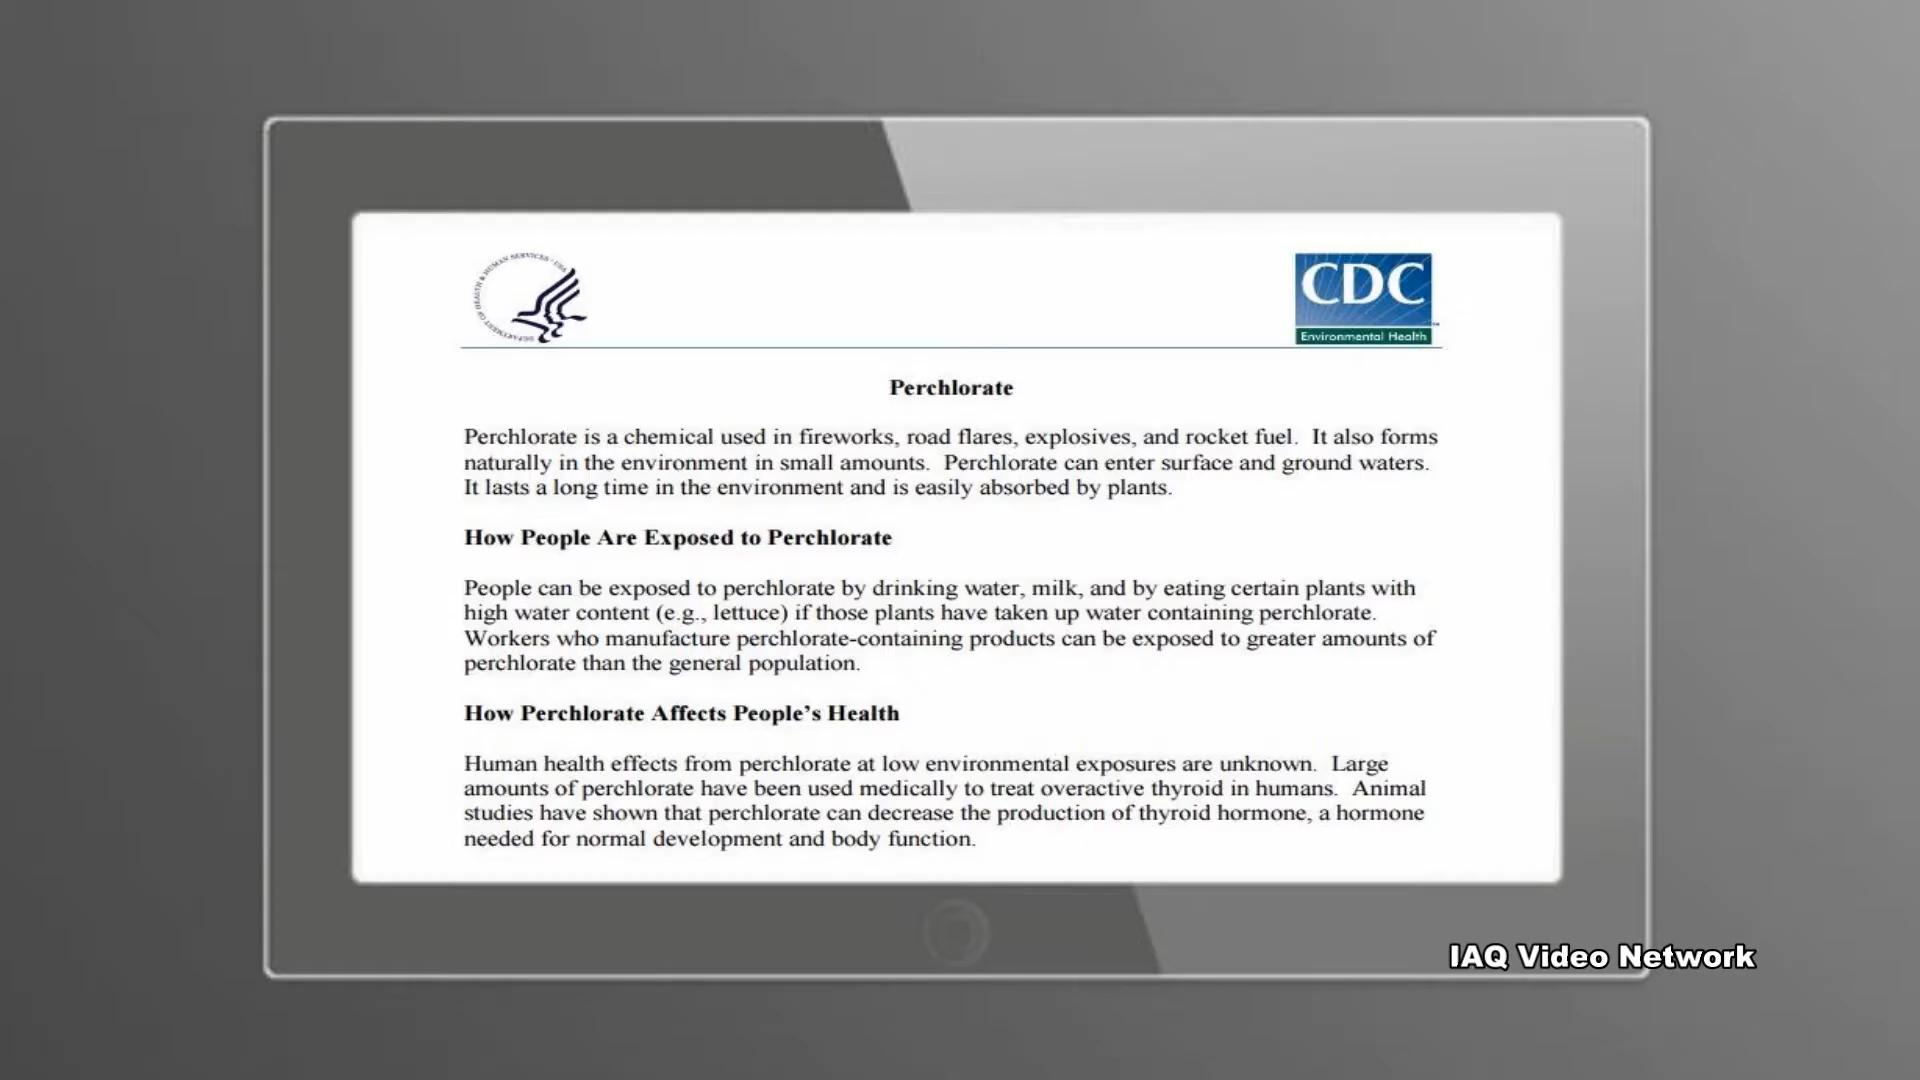 DEPARTMENT OF HEALTH & HUMAN SERVICES · USA
CDC
Environmental Health
Perchlorate
Perchlorate is a chemical used in fireworks, road flares, explosives, and rocket fuel.  It also forms
naturally in the environment in small amounts.  Perchlorate can enter surface and ground waters.
It lasts a long time in the environment and is easily absorbed by plants.
How People Are Exposed to Perchlorate
People can be exposed to perchlorate by drinking water, milk, and by eating certain plants with
high water content (e.g., lettuce) if those plants have taken up water containing perchlorate.
Workers who manufacture perchlorate-containing products can be exposed to greater amounts of
perchlorate than the general population.
How Perchlorate Affects People’s Health
Human health effects from perchlorate at low environmental exposures are unknown.  Large
amounts of perchlorate have been used medically to treat overactive thyroid in humans.  Animal
studies have shown that perchlorate can decrease the production of thyroid hormone, a hormone
needed for normal development and body function.
IAQ Video Network